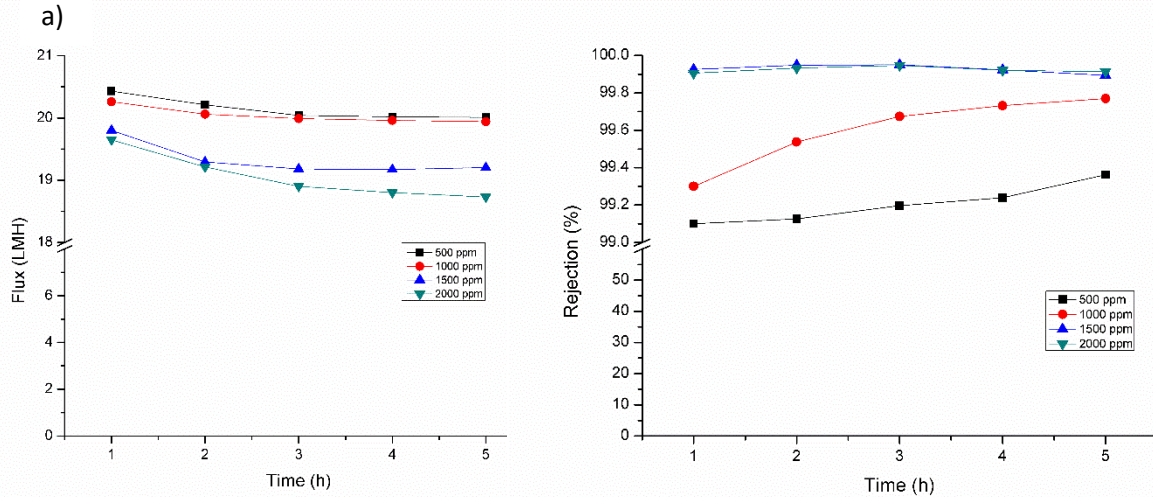 a)
21
20
19
18
6
4
2
0
Flux (LMH)
500 ppm
1000 ppm
1500 ppm
2000 ppm
1 2 3 4 5
Time (h)
100.0
99.8
99.6
99.4
99.2
99.0
50
40
30
20
10
0
Rejection (%)
500 ppm
1000 ppm
1500 ppm
2000 ppm
1 2 3 4 5
Time (h)